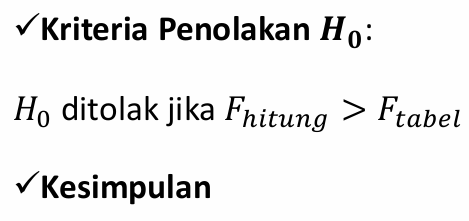 ✓Kriteria Penolakan H₀:
H₀ ditolak jika F_hitung > F_tabel
✓Kesimpulan